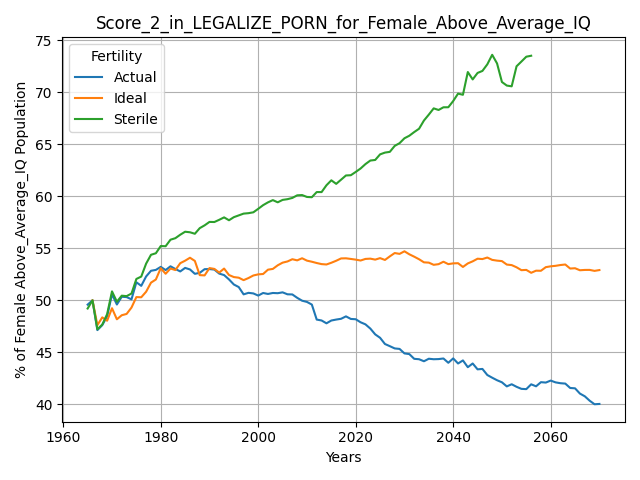 Score_2_in_LEGALIZE_PORN_for_Female_Above_Average_IQ
% of Female Above_Average_IQ Population
75
70
65
60
55
50
45
40
Fertility
Actual
Ideal
Sterile
1960
1980
2000
2020
2040
2060
Years